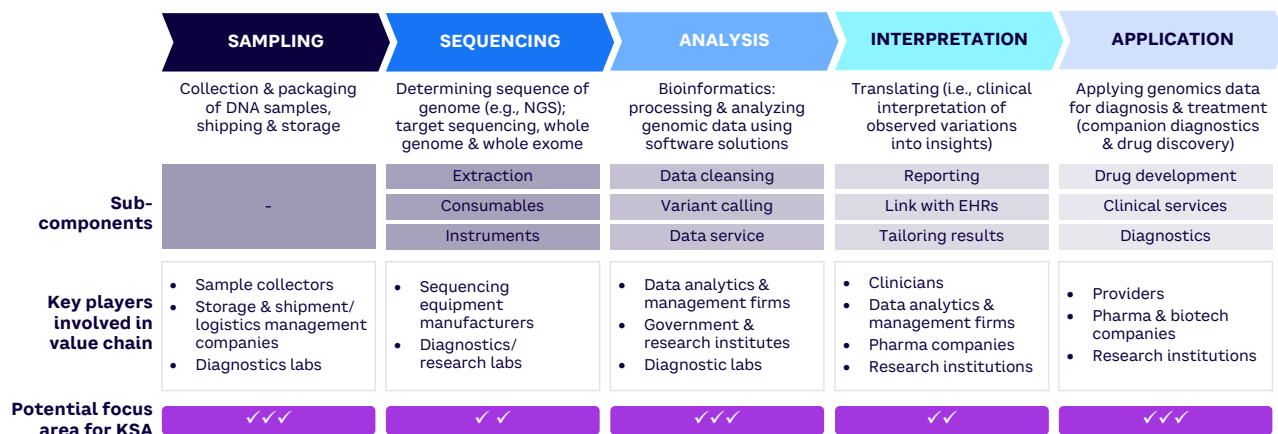 SAMPLING
SEQUENCING
ANALYSIS
INTERPRETATION
APPLICATION
Collection & packaging
of DNA samples,
shipping & storage
Determining sequence of
genome (e.g., NGS);
target sequencing, whole
genome & whole exome
Bioinformatics:
processing & analyzing
genomic data using
software solutions
Translating (i.e., clinical
interpretation of
observed variations
into insights)
Applying genomics data
for diagnosis & treatment
(companion diagnostics
& drug discovery)
Sub-
components
-
Extraction
Consumables
Instruments
Data cleansing
Variant calling
Data service
Reporting
Link with EHRs
Tailoring results
Drug development
Clinical services
Diagnostics
Key players
involved in
value chain
• Sample collectors
• Storage & shipment/
logistics management
companies
• Diagnostics labs
• Sequencing
equipment
manufacturers
• Diagnostics/
research labs
• Data analytics &
management firms
• Government &
research institutes
• Diagnostic labs
• Clinicians
• Data analytics &
management firms
• Pharma companies
• Research institutions
• Providers
• Pharma & biotech
companies
• Research institutions
Potential focus
area for KSA
✓✓✓
✓ ✓
✓✓✓
✓✓
✓✓✓